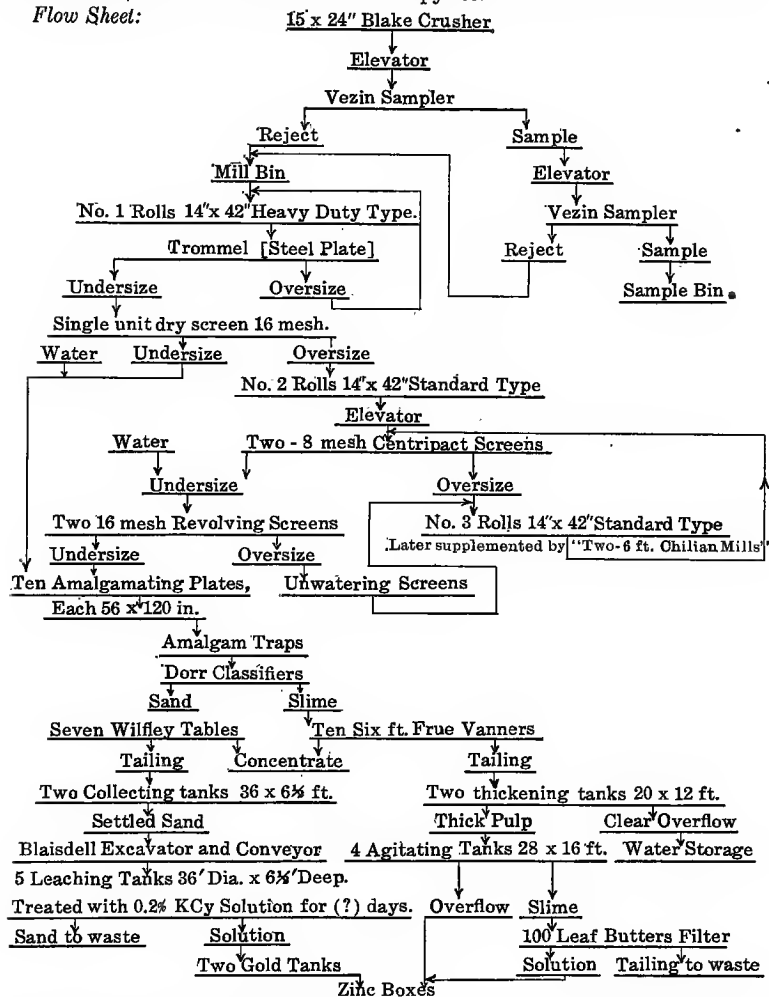 Flow Sheet:
15 x 24" Blake Crusher
Elevator
Vezin Sampler
Reject Sample
Mill Bin Elevator
No. 1 Rolls 14"x 42"Heavy Duty Type. Vezin Sampler
Trommel [Steel Plate] Reject Sample
Undersize Oversize Sample Bin
Single unit dry screen 16 mesh.
Water Undersize Oversize
No. 2 Rolls 14"x 42"Standard Type
Elevator
Water Two - 8 mesh Centripact Screens
Undersize Oversize
Two 16 mesh Revolving Screens No. 3 Rolls 14"x 42"Standard Type
Undersize Oversize Later supplemented by "Two-6 ft. Chilian Mills"
Ten Amalgamating Plates, Unwatering Screens
Each 56 x 120 in.
Amalgam Traps
Dorr Classifiers
Sand Slime
Seven Wilfley Tables Ten Six ft. Frue Vanners
Tailing Concentrate Tailing
Two Collecting tanks 36 x 6½ ft. Two thickening tanks 20 x 12 ft.
Settled Sand Thick Pulp Clear Overflow
Blaisdell Excavator and Conveyor 4 Agitating Tanks 28 x 16 ft. Water Storage
5 Leaching Tanks 36' Dia. x 6½' Deep.
Treated with 0.2% KCy Solution for (?) days. Overflow Slime
Sand to waste Solution 100 Leaf Butters Filter
Two Gold Tanks Solution Tailing to waste
Zinc Boxes